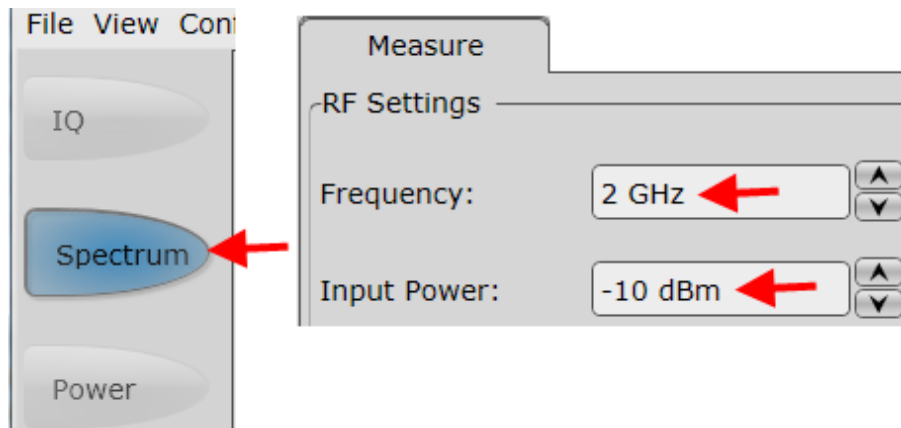 File View Con
IQ
Spectrum
Power
Measure
RF Settings
Frequency: 2 GHz
Input Power: -10 dBm